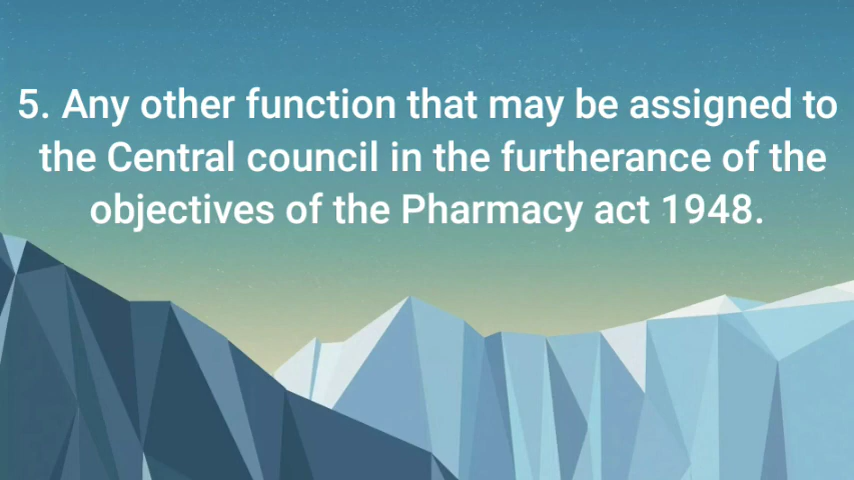 5. Any other function that may be assigned to
the Central council in the furtherance of the
objectives of the Pharmacy act 1948.